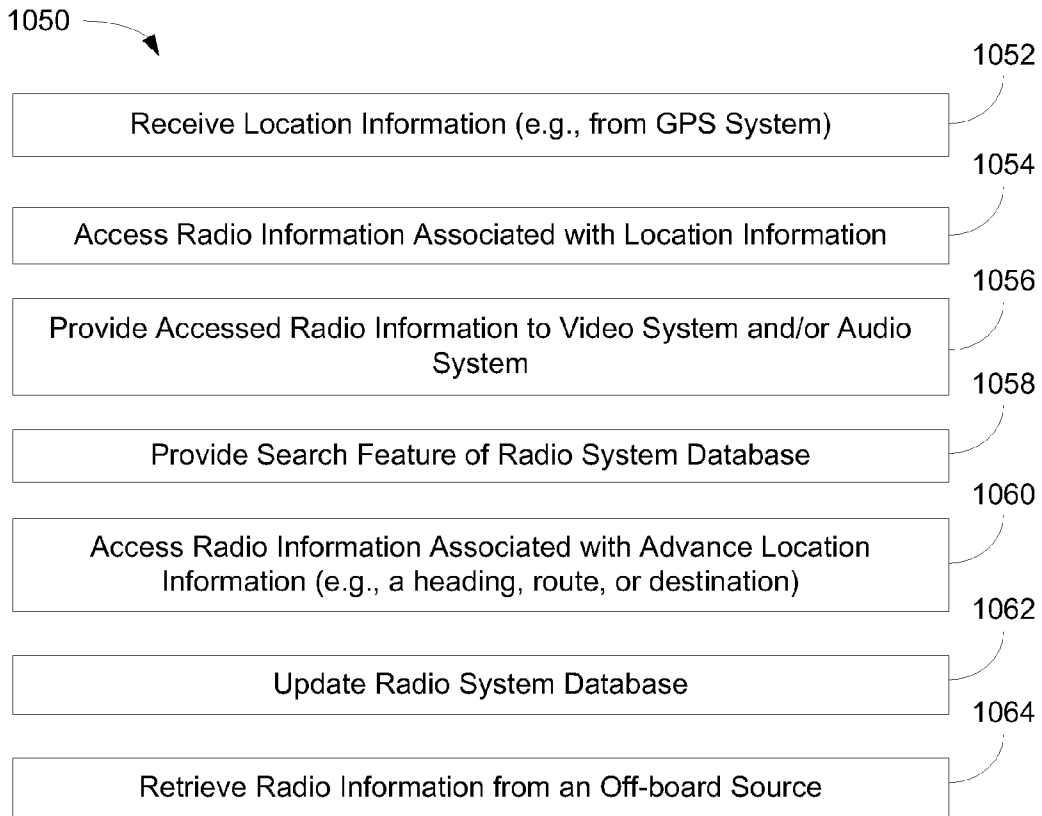 1050
1052
Receive Location Information (e.g., from GPS System)
1054
Access Radio Information Associated with Location Information
1056
Provide Accessed Radio Information to Video System and/or Audio
System
1058
Provide Search Feature of Radio System Database
1060
Access Radio Information Associated with Advance Location
Information (e.g., a heading, route, or destination)
1062
Update Radio System Database
1064
Retrieve Radio Information from an Off-board Source